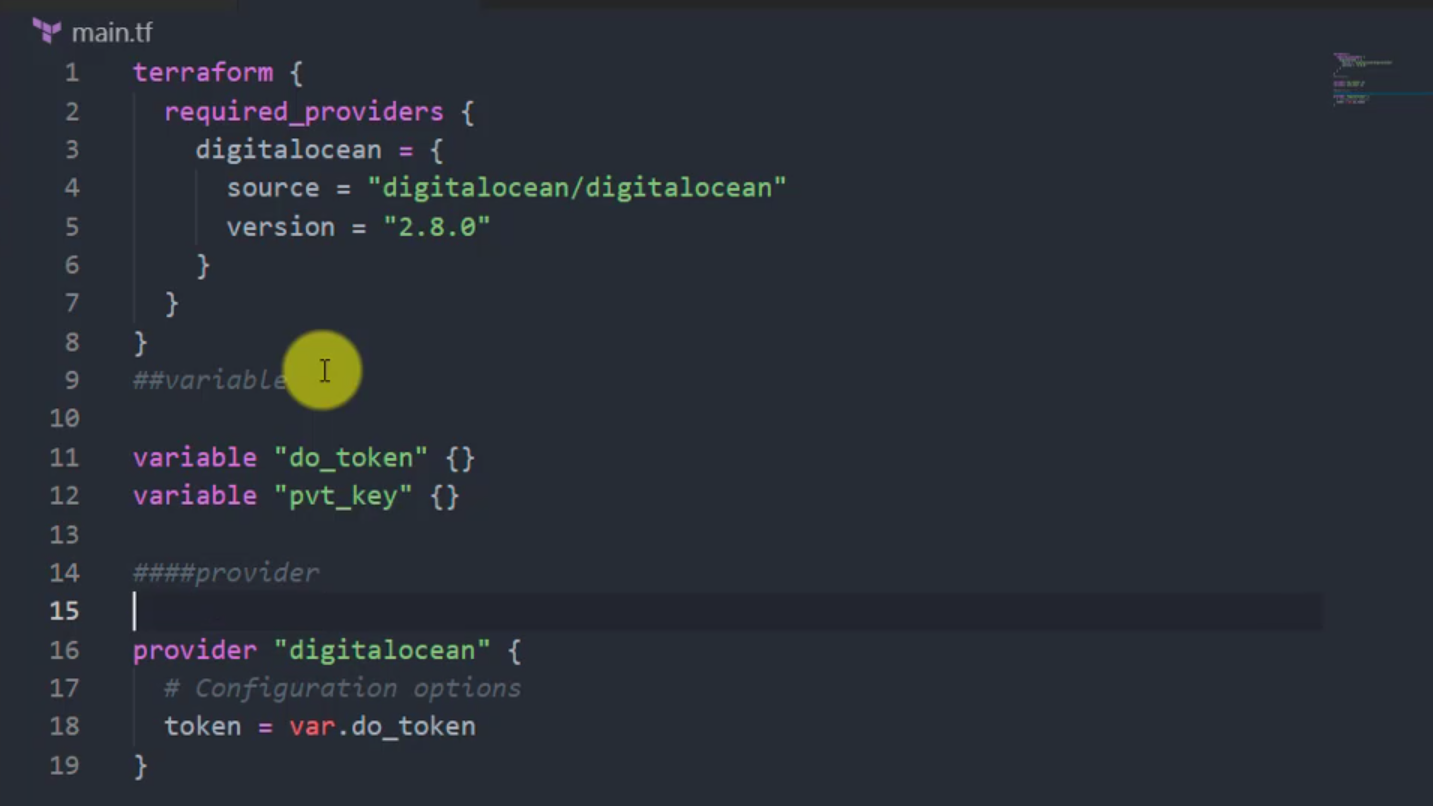 main.tf
1 terraform {
2 required_providers {
3 digitalocean = {
4 source = "digitalocean/digitalocean"
5 version = "2.8.0"
6 }
7 }
8 }
9 ##variable
10
11 variable "do_token" {}
12 variable "pvt_key" {}
13
14 ####provider
15
16 provider "digitalocean" {
17 # Configuration options
18 token = var.do_token
19 }